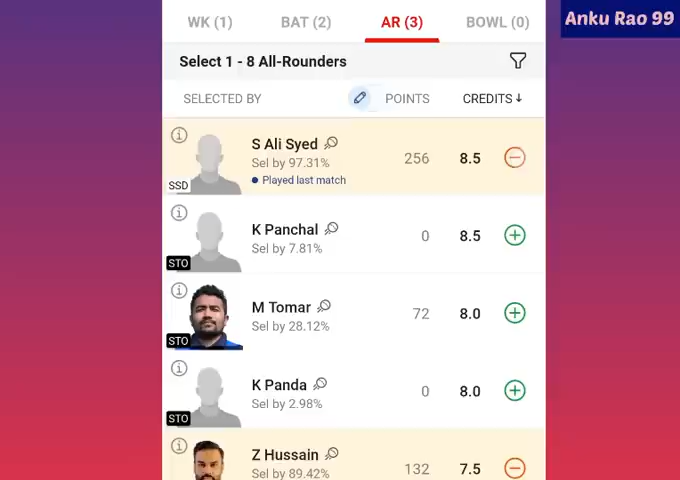 WK (1) BAT (2) AR (3) BOWL (0)
Anku Rao 99
Select 1 - 8 All-Rounders
SELECTED BY POINTS CREDITS↓
S Ali Syed
Sel by 97.31% 256 8.5
Played last match
SSD
K Panchal
Sel by 7.81% 0 8.5
STO
M Tomar
Sel by 28.12% 72 8.0
STO
K Panda
Sel by 2.98% 0 8.0
STO
Z Hussain
Sel by 89.42% 132 7.5